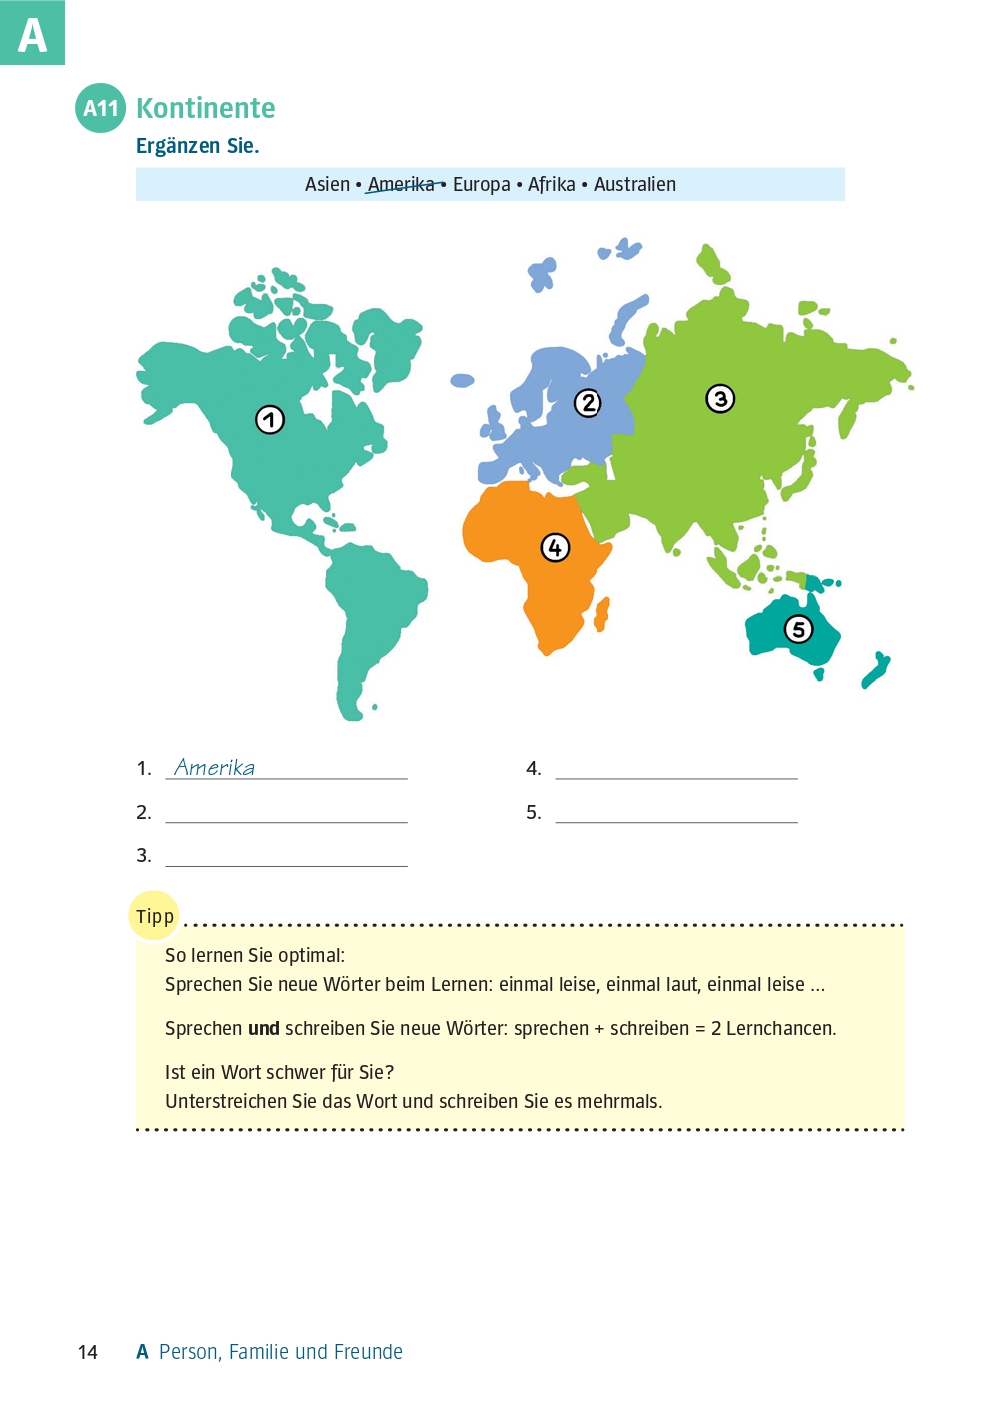 A
A11 Kontinente
Ergänzen Sie.
Asien • Amerika • Europa • Afrika • Australien
1
2
3
4
5
1. Amerika
2.
3.
4.
5.
Tipp
So lernen Sie optimal:
Sprechen Sie neue Wörter beim Lernen: einmal leise, einmal laut, einmal leise ...
Sprechen und schreiben Sie neue Wörter: sprechen + schreiben = 2 Lernchancen.
Ist ein Wort schwer für Sie?
Unterstreichen Sie das Wort und schreiben Sie es mehrmals.
14 A Person, Familie und Freunde